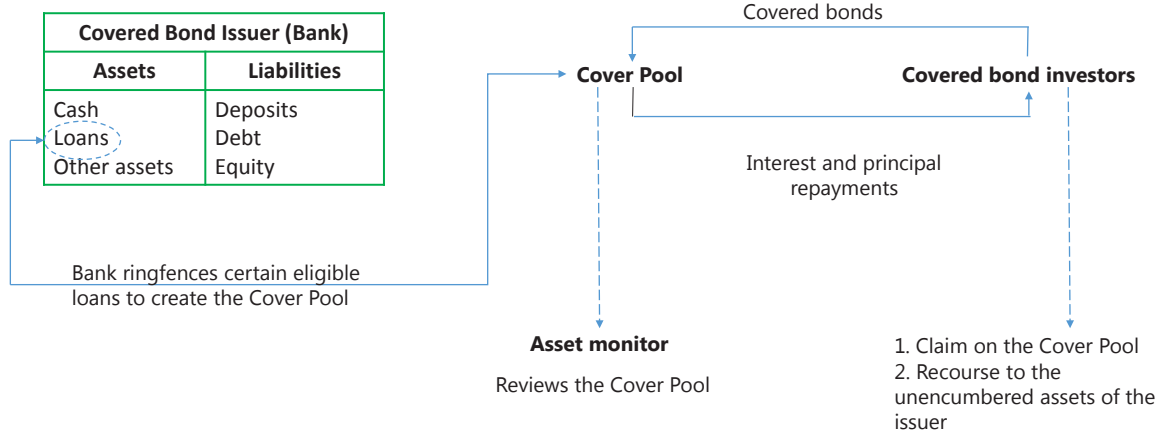 Covered Bond Issuer (Bank)
Assets
Liabilities
Cash
Loans
Other assets
Deposits
Debt
Equity
Bank ringfences certain eligible
loans to create the Cover Pool
Covered bonds
Cover Pool
Covered bond investors
Interest and principal
repayments
Asset monitor
Reviews the Cover Pool
1. Claim on the Cover Pool
2. Recourse to the
unencumbered assets of the
issuer